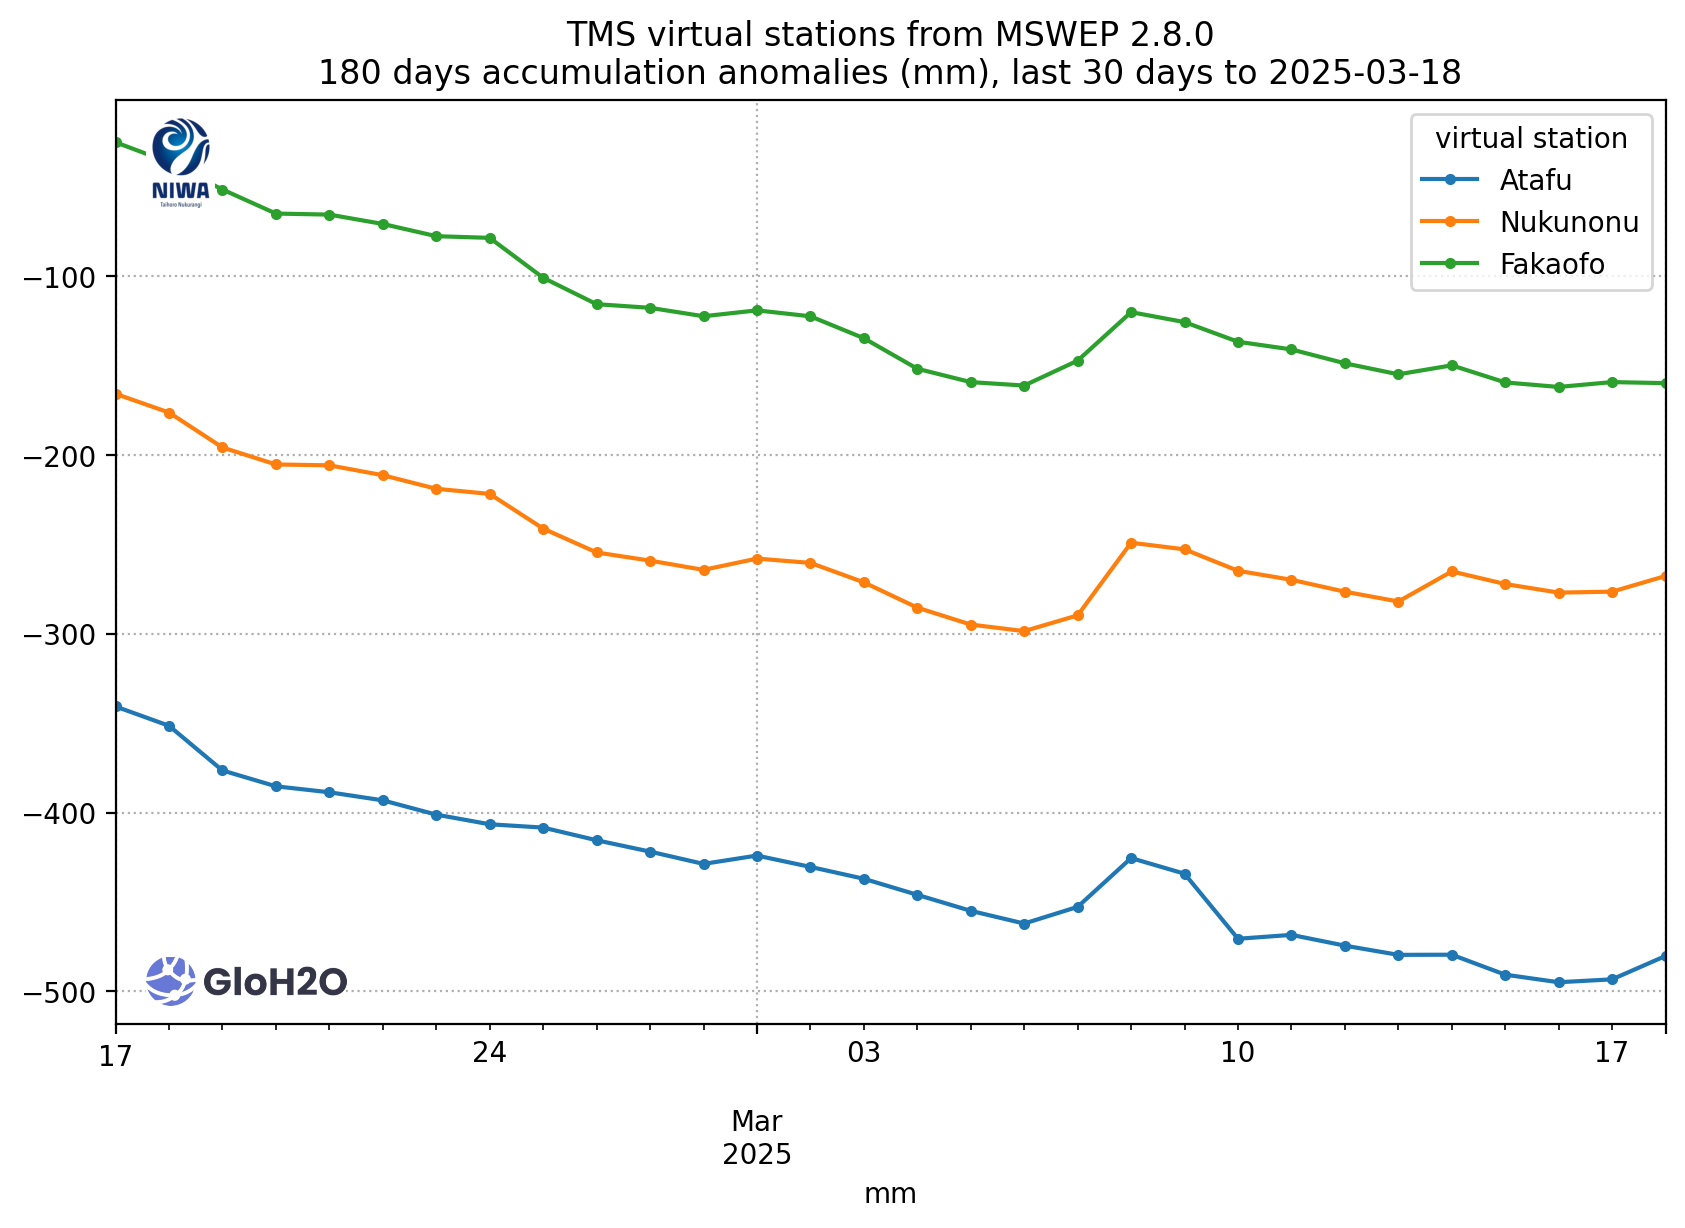 TMS virtual stations from MSWEP 2.8.0
180 days accumulation anomalies (mm), last 30 days to 2025-03-18
NIWA
Taihoro Nukurangi
virtual station
Atafu
Nukunonu
Fakaofo
−100
−200
−300
−400
−500
GloH2O
17
24
03
10
17
Mar
2025
mm